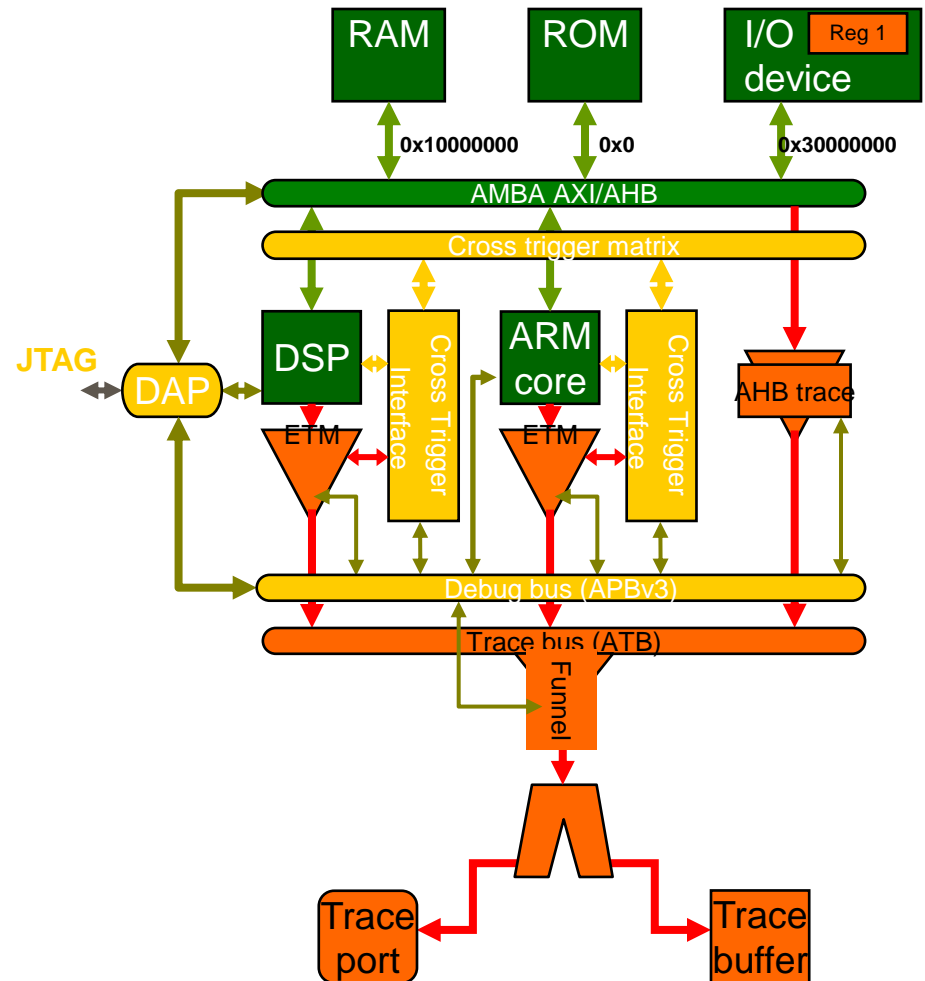 RAM
ROM
I/O
Reg 1
device
0x10000000
0x0
0x30000000
AMBA AXI/AHB
Cross trigger matrix
JTAG
DAP
DSP
Cross Trigger
Interface
ARM
core
Cross Trigger
Interface
AHB trace
ETM
ETM
Debug bus (APBv3)
Trace bus (ATB)
Funnel
Trace
port
Trace
buffer